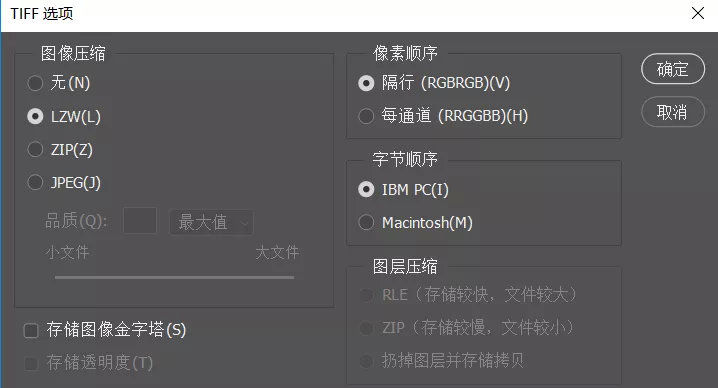 TIFF 选项
图像压缩
无(N)
LZW(L)
ZIP(Z)
JPEG(J)
品质(Q):
最大值
小文件
大文件
存储图像金字塔(S)
存储透明度(T)
像素顺序
隔行 (RGBRGB)(V)
每通道 (RRGGBB)(H)
字节顺序
IBM PC(I)
Macintosh(M)
图层压缩
RLE（存储较快，文件较大）
ZIP（存储较慢，文件较小）
扔掉图层并存储拷贝
确定
取消